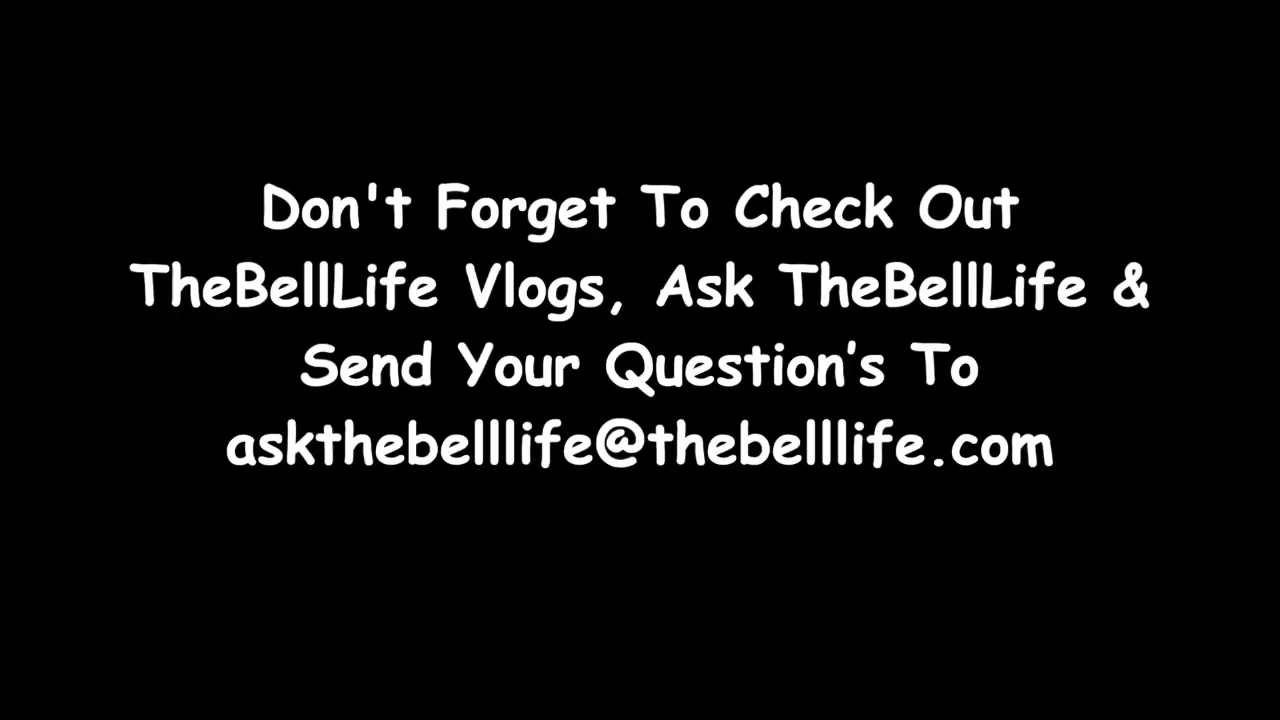 Don't Forget To Check Out
TheBellLife Vlogs, Ask TheBellLife &
Send Your Question's To
askthebelllife@thebelllife.com